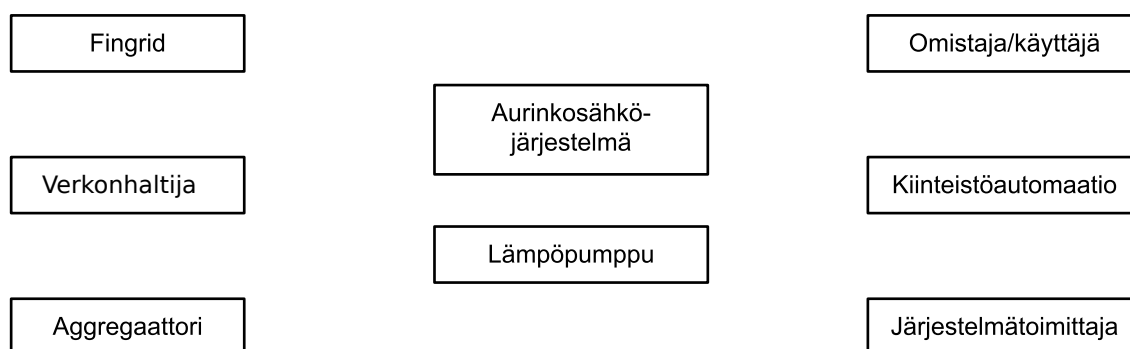 Fingrid
Omistaja/käyttäjä
Aurinkosähkö-
järjestelmä
Verkonhaltija
Kiinteistöautomaatio
Lämpöpumppu
Aggregaattori
Järjestelmätoimittaja